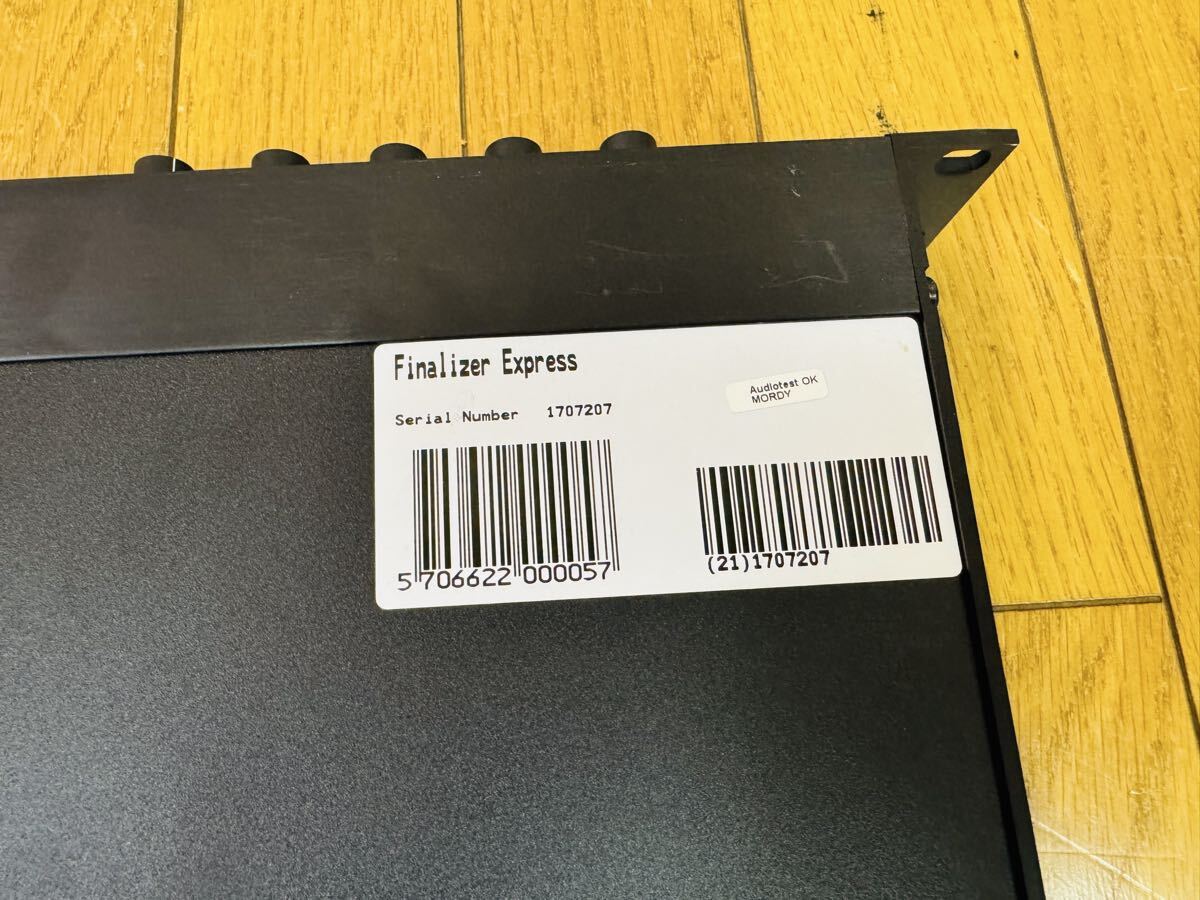 Finalizer Express
Audiotest OK
MORDY
Serial Number 1707207
5 706622 000057
(21)1707207